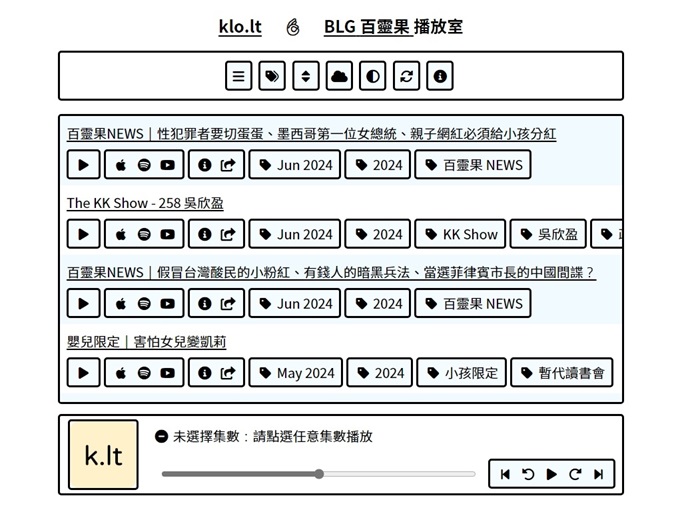 klo.lt BLG 百靈果 播放室
百靈果NEWS｜性犯罪者要切蛋蛋、墨西哥第一位女總統、親子網紅必須給小孩分紅
Jun 2024 2024 百靈果 NEWS
The KK Show - 258 吳欣盈
Jun 2024 2024 KK Show 吳欣盈
百靈果NEWS｜假冒台灣酸民的小粉紅、有錢人的暗黑兵法、當選菲律賓市長的中國間諜？
Jun 2024 2024 百靈果 NEWS
嬰兒限定｜害怕女兒變凱莉
May 2024 2024 小孩限定 暫代讀書會
k.lt
未選擇集數：請點選任意集數播放